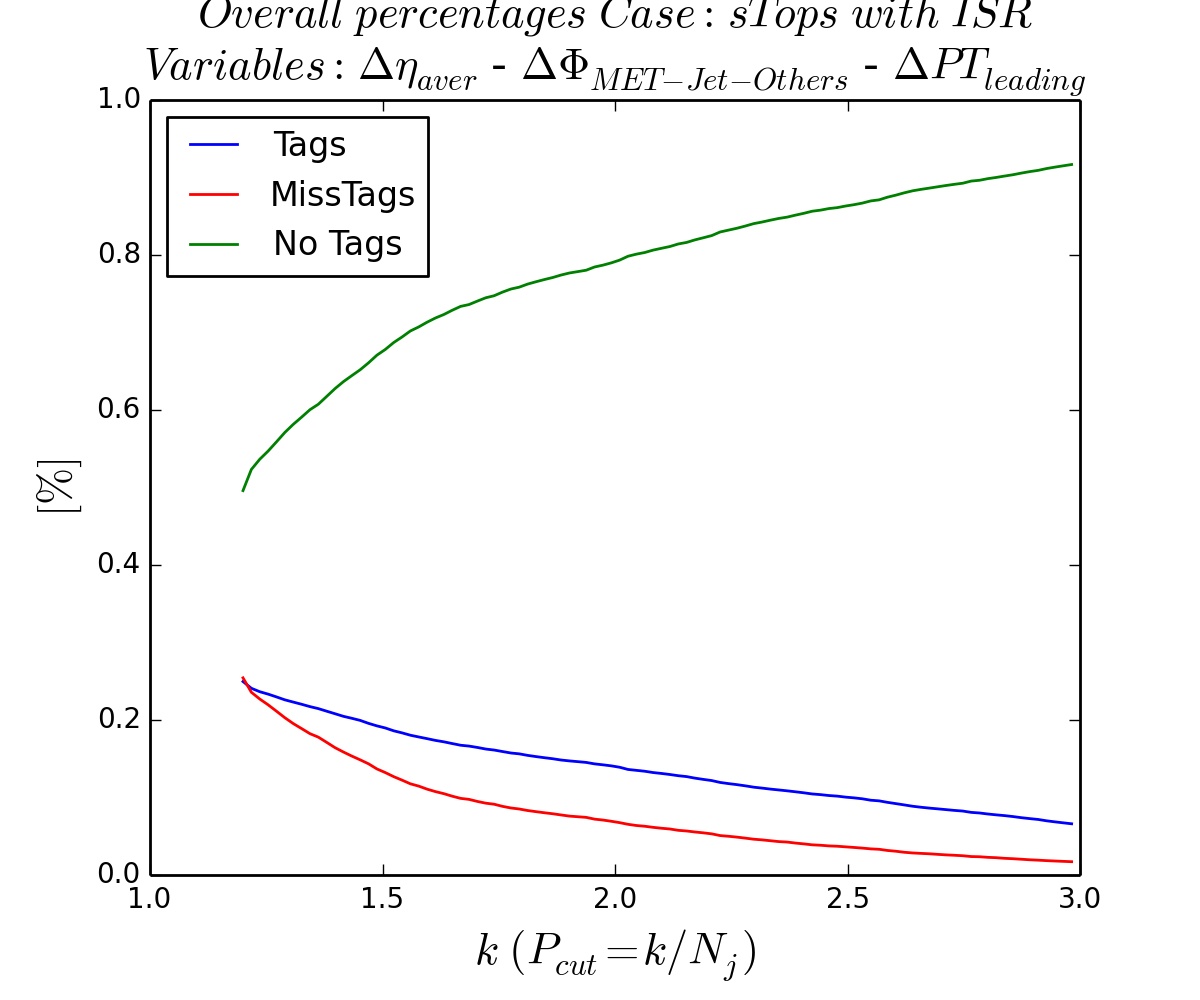 Overall percentages Case : sTops with ISR
Variables : Δη_aver - ΔΦ_MET−Jet−Others - ΔPT_leading
1.0
0.8
0.6
0.4
0.2
0.0
[%]
Tags
MissTags
No Tags
1.0 1.5 2.0 2.5 3.0
k (P_cut = k/N_j)